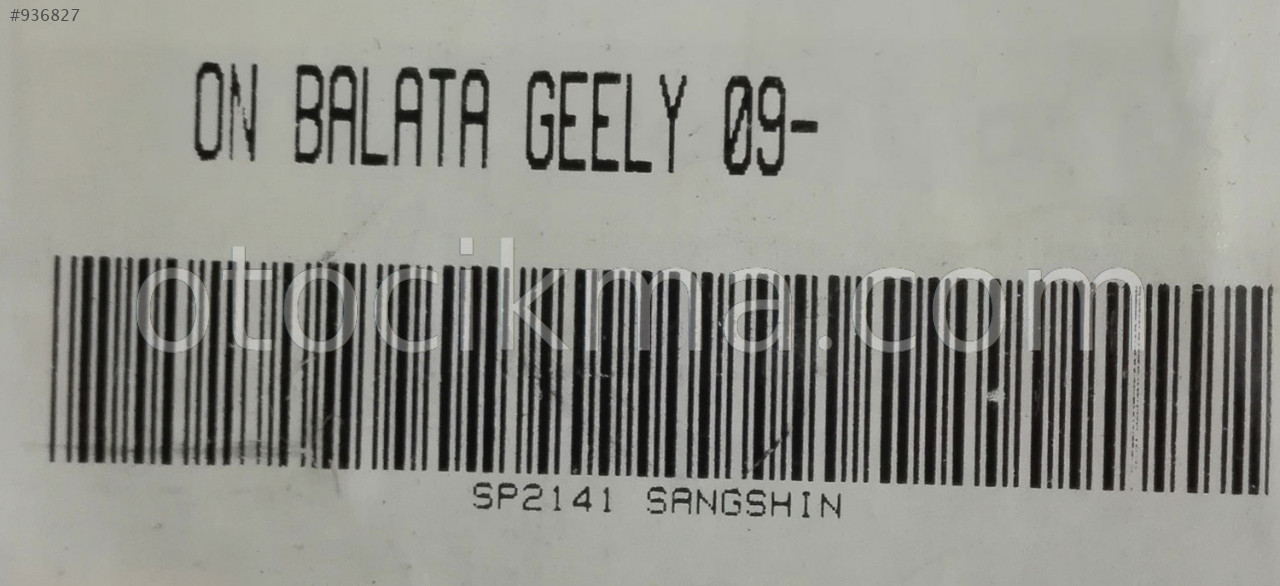 #936827
ON BALATA GEELY 09-
otocikma.com
SP2141 SANGSHIN